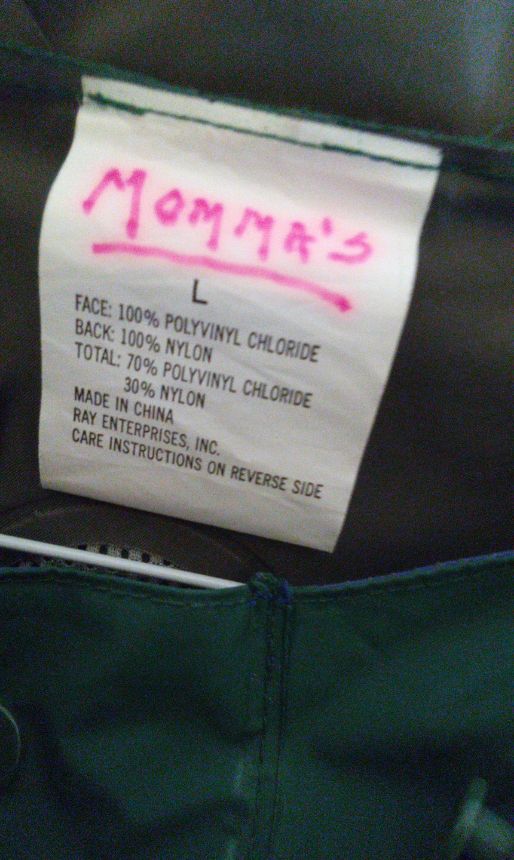 MOMMA'S
L
FACE: 100% POLYVINYL CHLORIDE
BACK: 100% NYLON
TOTAL: 70% POLYVINYL CHLORIDE
30% NYLON
MADE IN CHINA
RAY ENTERPRISES, INC.
CARE INSTRUCTIONS ON REVERSE SIDE